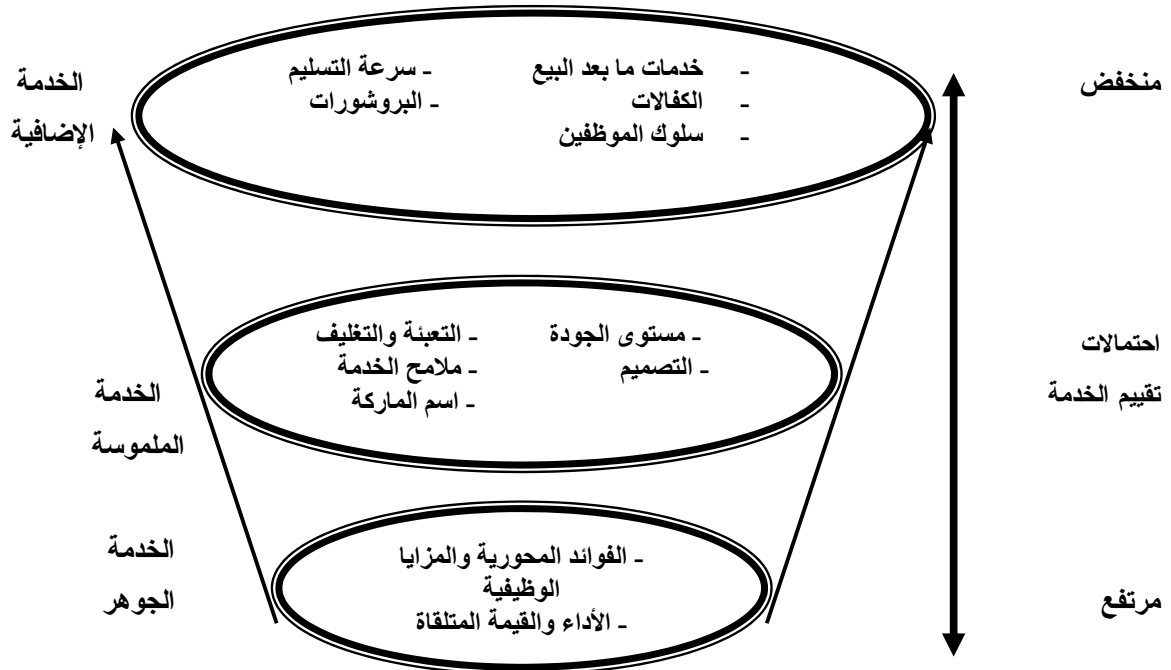 الخدمة
الإضافية
- خدمات ما بعد البيع
- الكفالات
- سلوك الموظفين
- سرعة التسليم
- البروشورات
منخفض
الخدمة
الملموسة
- مستوى الجودة
- التصميم
- التعبئة والتغليف
- ملامح الخدمة
- اسم الماركة
احتمالات
تقييم الخدمة
الخدمة
الجوهر
- الفوائد المحورية والمزايا
الوظيفية
- الأداء والقيمة المتلقاة
مرتفع